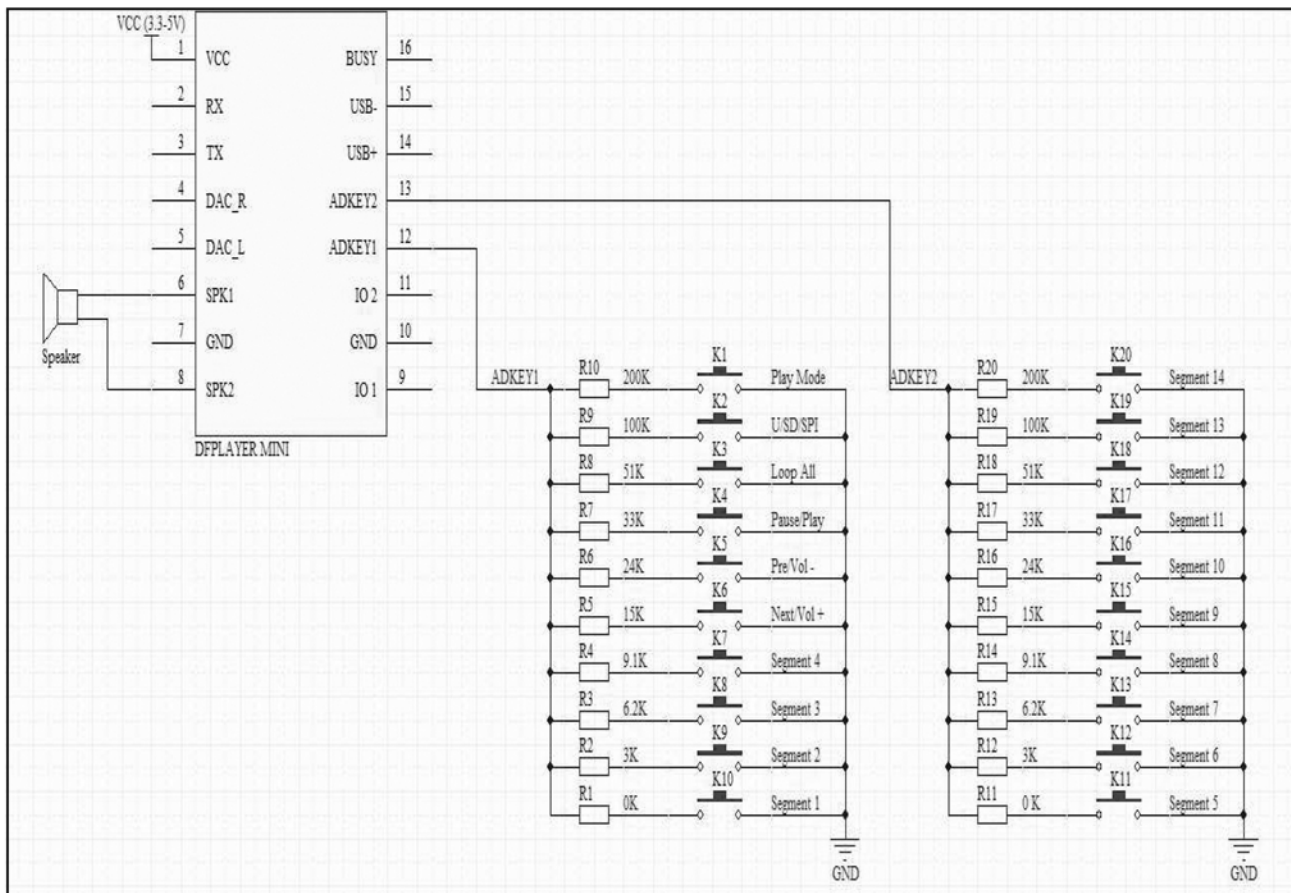 VCC (3.3-5V)
1 VCC BUSY 16
2 RX USB- 15
3 TX USB+ 14
4 DAC_R ADKEY2 13
5 DAC_L ADKEY1 12
6 SPK1 IO 2 11
7 GND GND 10
8 SPK2 IO 1 9
Speaker
DFPLAYER MINI
ADKEY1 R10 200K K1 Play Mode
R9 100K K2 U/SD/SPI
R8 51K K3 Loop All
R7 33K K4 Pause/Play
R6 24K K5 Pre/Vol -
R5 15K K6 Next/Vol +
R4 9.1K K7 Segment 4
R3 6.2K K8 Segment 3
R2 3K K9 Segment 2
R1 0K K10 Segment 1
GND
ADKEY2 R20 200K K20 Segment 14
R19 100K K19 Segment 13
R18 51K K18 Segment 12
R17 33K K17 Segment 11
R16 24K K16 Segment 10
R15 15K K15 Segment 9
R14 9.1K K14 Segment 8
R13 6.2K K13 Segment 7
R12 3K K12 Segment 6
R11 0 K K11 Segment 5
GND